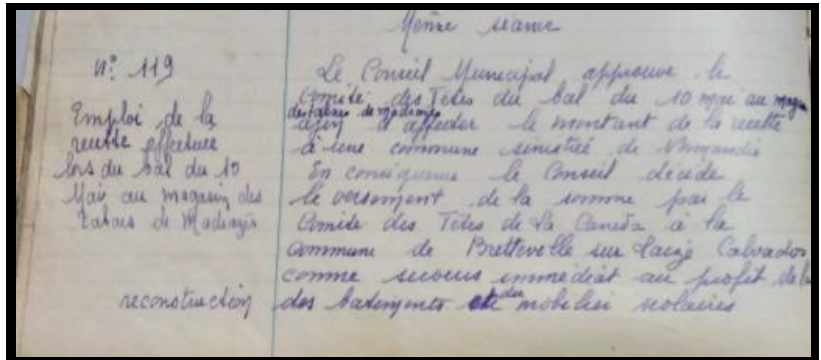 Même séance
N° 119
Emploi de la
recette effectuée
lors du bal du 10
Mai au magasin des
Tabacs de Madrazès
Le Conseil Municipal approuve le
Comité des Fêtes du bal du 10 mai au magasin
des tabacs de Madrazès
afin d'affecter le montant de la recette
à une commune sinistrée de Normandie
En conséquence le Conseil décide
le versement de la somme par le
Comité des Fêtes de La Canéda à la
Commune de Bretteville sur Laize Calvados
comme secours immédiat au profit de la
reconstruction des batiments et du mobilier scolaires